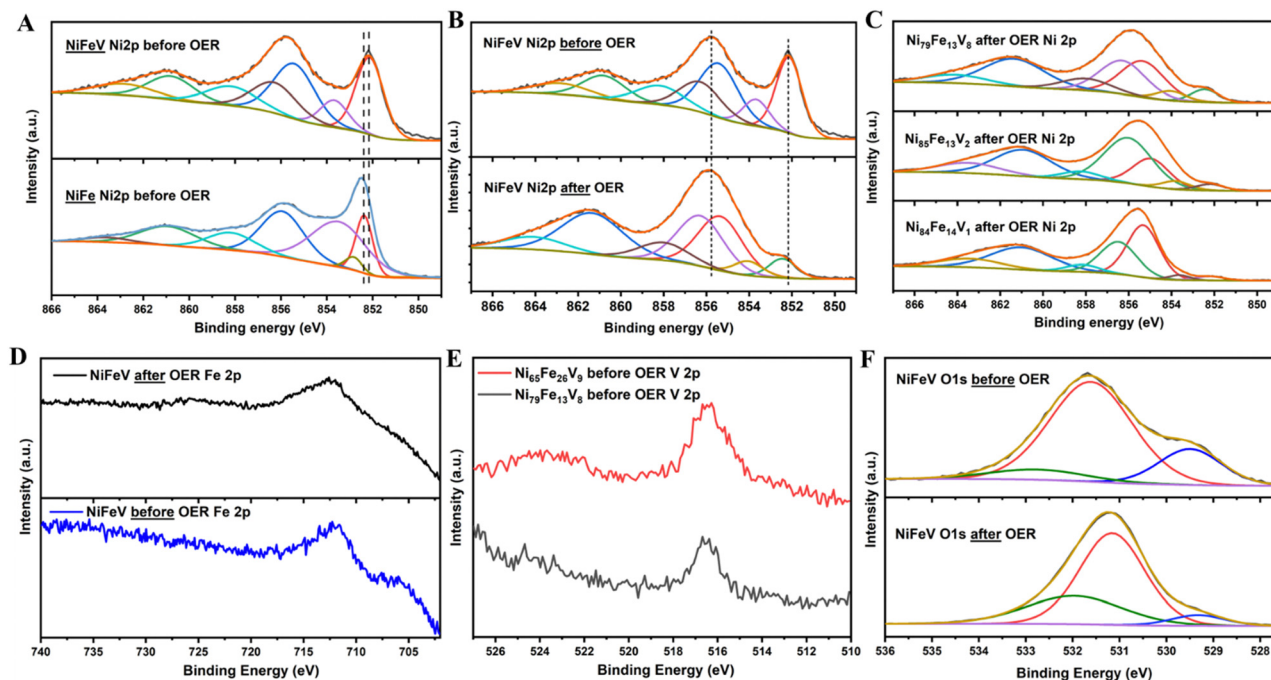 A
NiFeV Ni2p before OER
NiFe Ni2p before OER
Intensity (a.u.)
866 864 862 860 858 856 854 852 850
Binding energy (eV)
B
NiFeV Ni2p before OER
NiFeV Ni2p after OER
Intensity (a.u.)
866 864 862 860 858 856 854 852 850
Binding energy (eV)
C
Ni79Fe13V8 after OER Ni 2p
Ni85Fe13V2 after OER Ni 2p
Ni84Fe14V1 after OER Ni 2p
Intensity (a.u.)
866 864 862 860 858 856 854 852 850
Binding energy (eV)
D
NiFeV after OER Fe 2p
NiFeV before OER Fe 2p
Intensity (a.u.)
740 735 730 725 720 715 710 705
Binding Energy (eV)
E
Ni65Fe26V9 before OER V 2p
Ni79Fe13V8 before OER V 2p
Intensity (a.u.)
526 524 522 520 518 516 514 512 510
Binding Energy (eV)
F
NiFeV O1s before OER
NiFeV O1s after OER
Intensity (a.u.)
536 535 534 533 532 531 530 529 528
Binding Energy (eV)